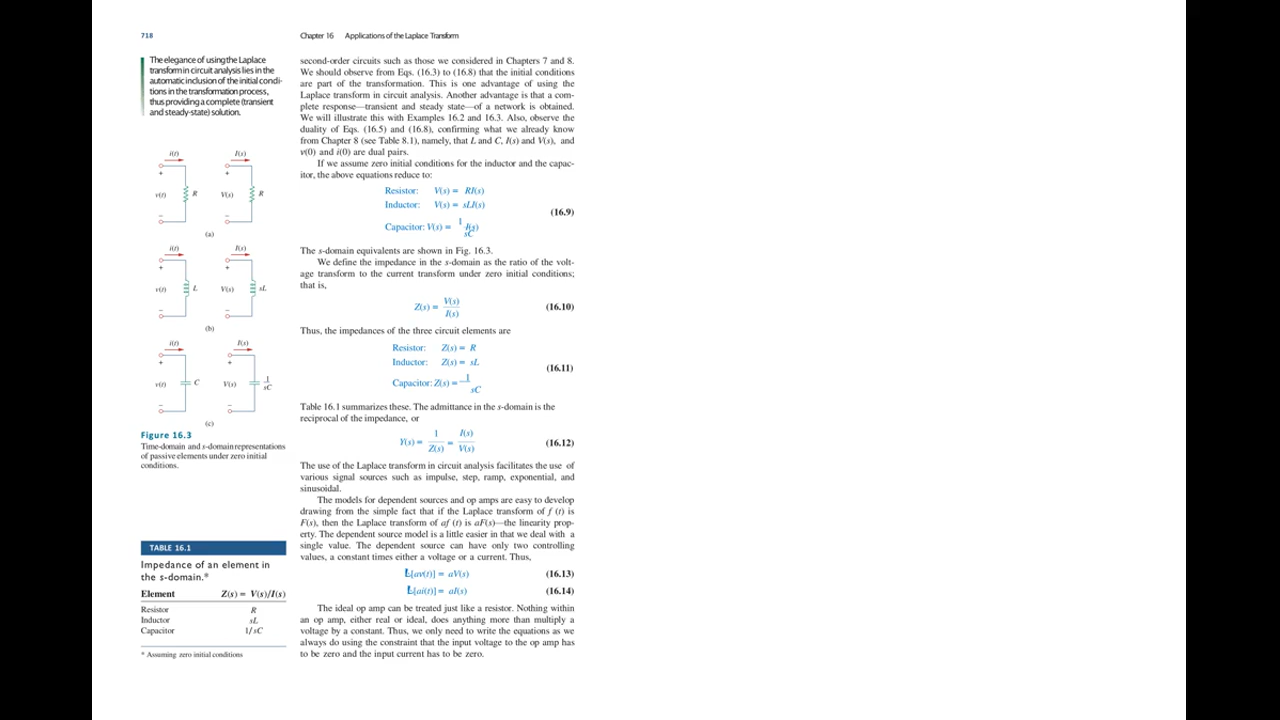 718
Chapter 16 Applications of the Laplace Transform
The elegance of using the Laplace
transform in circuit analysis lies in the
automatic inclusion of the initial condi-
tions in the transformation process,
thus providing a complete (transient
and steady-state) solution.
i(t) I(s)
+ +
v(t) R V(s) R
− −
(a)
i(t) I(s)
+ +
v(t) L V(s) sL
− −
(b)
i(t) I(s)
+ +
v(t) C V(s) 1
sC
− −
(c)
Figure 16.3
Time-domain and s-domain representations
of passive elements under zero initial
conditions.
TABLE 16.1
Impedance of an element in
the s-domain.*
Element Z(s) = V(s)/I(s)
Resistor R
Inductor sL
Capacitor 1/sC
* Assuming zero initial conditions
second-order circuits such as those we considered in Chapters 7 and 8.
We should observe from Eqs. (16.3) to (16.8) that the initial conditions
are part of the transformation. This is one advantage of using the
Laplace transform in circuit analysis. Another advantage is that a com-
plete response—transient and steady state—of a network is obtained.
We will illustrate this with Examples 16.2 and 16.3. Also, observe the
duality of Eqs. (16.5) and (16.8), confirming what we already know
from Chapter 8 (see Table 8.1), namely, that L and C, I(s) and V(s), and
v(0) and i(0) are dual pairs.
If we assume zero initial conditions for the inductor and the capac-
itor, the above equations reduce to:
Resistor: V(s) = RI(s)
Inductor: V(s) = sLI(s)
(16.9)
Capacitor: V(s) = 1 I(s)
sC
The s-domain equivalents are shown in Fig. 16.3.
We define the impedance in the s-domain as the ratio of the volt-
age transform to the current transform under zero initial conditions;
that is,
Z(s) = V(s) (16.10)
I(s)
Thus, the impedances of the three circuit elements are
Resistor: Z(s) = R
Inductor: Z(s) = sL
(16.11)
Capacitor: Z(s) = 1
sC
Table 16.1 summarizes these. The admittance in the s-domain is the
reciprocal of the impedance, or
Y(s) = 1 = I(s) (16.12)
Z(s) V(s)
The use of the Laplace transform in circuit analysis facilitates the use of
various signal sources such as impulse, step, ramp, exponential, and
sinusoidal.
The models for dependent sources and op amps are easy to develop
drawing from the simple fact that if the Laplace transform of f (t) is
F(s), then the Laplace transform of af (t) is aF(s)—the linearity prop-
erty. The dependent source model is a little easier in that we deal with a
single value. The dependent source can have only two controlling
values, a constant times either a voltage or a current. Thus,
Ł[av(t)] = aV(s) (16.13)
Ł[ai(t)] = aI(s) (16.14)
The ideal op amp can be treated just like a resistor. Nothing within
an op amp, either real or ideal, does anything more than multiply a
voltage by a constant. Thus, we only need to write the equations as we
always do using the constraint that the input voltage to the op amp has
to be zero and the input current has to be zero.